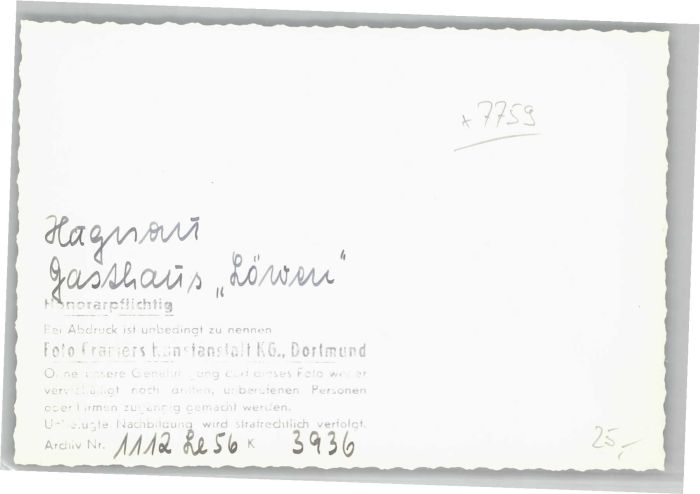 * 7759
Hagnau
Gasthaus „Löwen"
Honorarpflichtig
Bei Abdruck ist unbedingt zu nennen
Foto Cramers Kunstanstalt KG., Dortmund
Ohne unsere Genehmigung darf dieses Foto weder
vervielfältigt noch dritten, unberufenen Personen
oder Firmen zugängig gemacht werden.
Unbefugte Nachbildung wird strafrechtlich verfolgt.
Archiv Nr. 1112 Le 56 K 3936
25,-